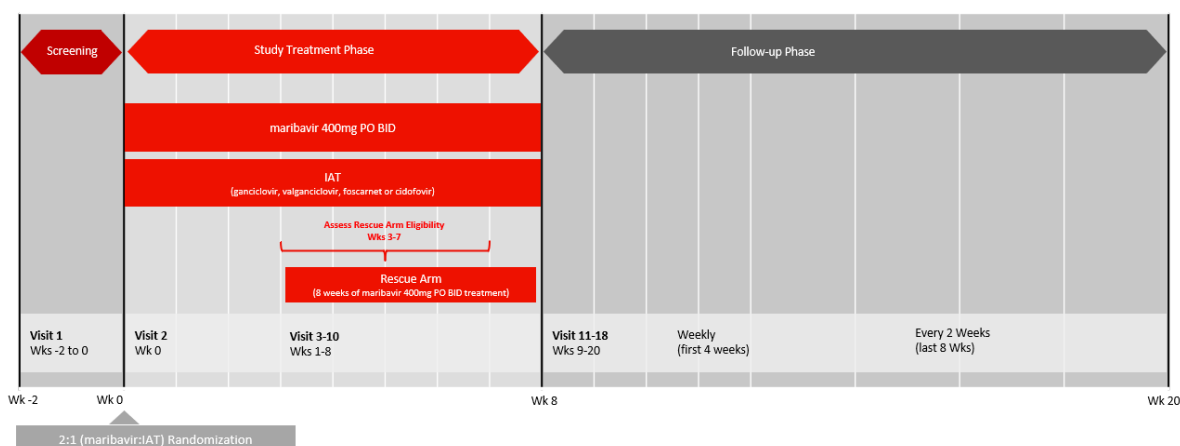 Screening
Study Treatment Phase
Follow-up Phase
maribavir 400mg PO BID
IAT
(ganciclovir, valganciclovir, foscarnet or cidofovir)
Assess Rescue Arm Eligibility
Wks 3-7
Rescue Arm
(8 weeks of maribavir 400mg PO BID treatment)
Visit 1
Wks -2 to 0
Visit 2
Wk 0
Visit 3-10
Wks 1-8
Visit 11-18
Wks 9-20
Weekly
(first 4 weeks)
Every 2 Weeks
(last 8 Wks)
Wk -2
Wk 0
Wk 8
Wk 20
2:1 (maribavir:IAT) Randomization